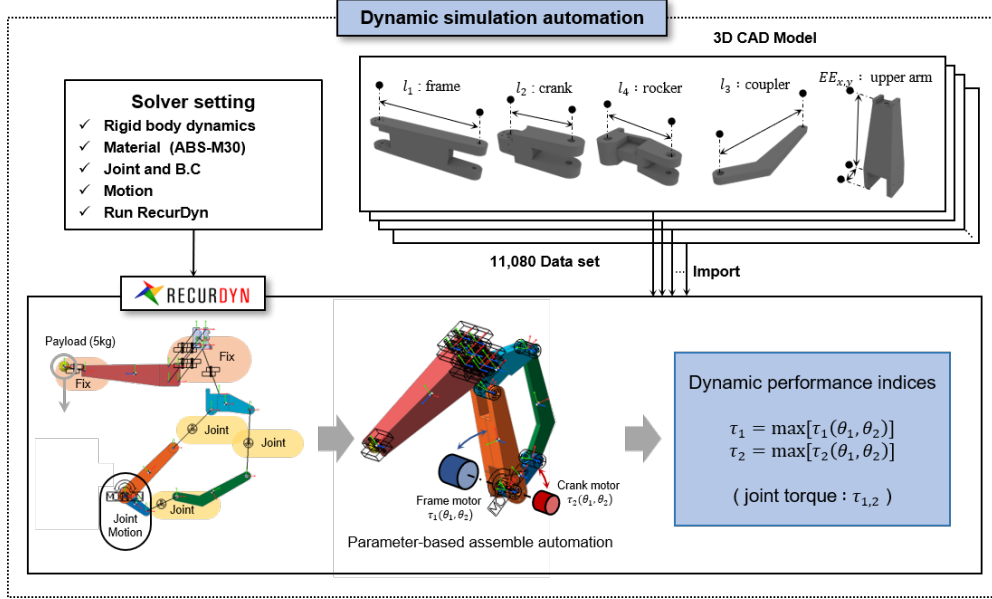 Dynamic simulation automation
3D CAD Model
Solver setting
✓ Rigid body dynamics
✓ Material (ABS-M30)
✓ Joint and B.C
✓ Motion
✓ Run RecurDyn
l₁ : frame
l₂ : crank
l₄ : rocker
l₃ : coupler
EEₓ,ᵧ : upper arm
11,080 Data set
Import
RECURDYN
Payload (5kg)
Fix
Fix
Joint
Joint
Joint
Joint
Motion
Frame motor
τ₁(θ₁, θ₂)
Crank motor
τ₂(θ₁, θ₂)
Parameter-based assemble automation
Dynamic performance indices
τ₁ = max[τ₁(θ₁, θ₂)]
τ₂ = max[τ₂(θ₁, θ₂)]
( joint torque : τ₁,₂ )